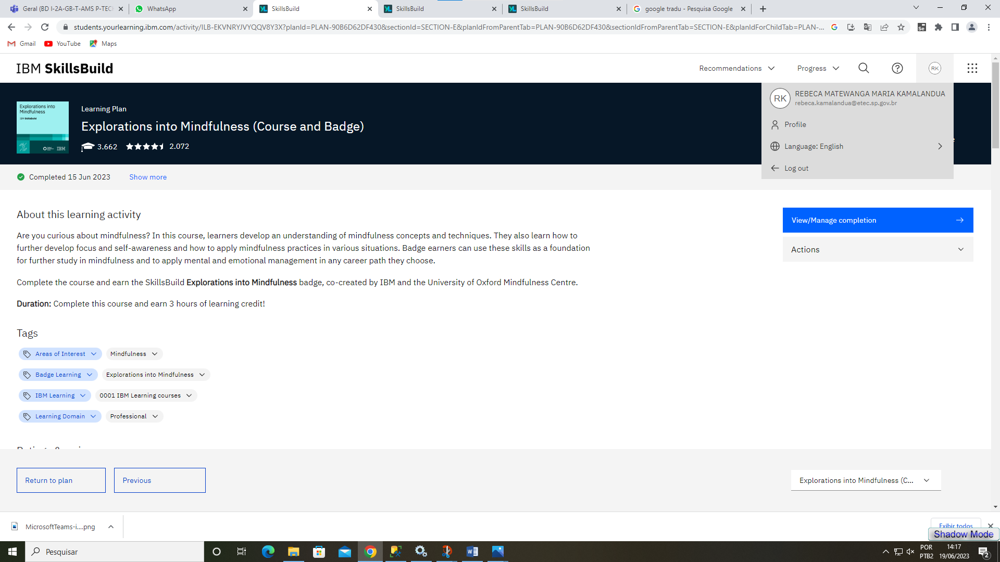 Geral (BD I-2A-GB-T-AMS P-TECH
WhatsApp
SkillsBuild
SkillsBuild
SkillsBuild
google tradu - Pesquisa Google
students.yourlearning.ibm.com/activity/ILB-EKVNRYJVYQQV8Y3X?planId=PLAN-90B6D62DF430&sectionId=SECTION-E&planIdFromParentTab=PLAN-90B6D62DF430&sectionIdFromParentTab=SECTION-E&planIdForChildTab=PLAN-...
Gmail
YouTube
Maps
IBM SkillsBuild
Recommendations
Progress
RK
RK
REBECA MATEWANGA MARIA KAMALANDUA
rebeca.kamalandua@etec.sp.gov.br
Profile
Language: English
Log out
Explorations into
Mindfulness
IBM SkillsBuild
IBM
Learning Plan
Explorations into Mindfulness (Course and Badge)
3.662
2.072
Completed 15 Jun 2023
Show more
About this learning activity
Are you curious about mindfulness? In this course, learners develop an understanding of mindfulness concepts and techniques. They also learn how to
further develop focus and self-awareness and how to apply mindfulness practices in various situations. Badge earners can use these skills as a foundation
for further study in mindfulness and to apply mental and emotional management in any career path they choose.
Complete the course and earn the SkillsBuild Explorations into Mindfulness badge, co-created by IBM and the University of Oxford Mindfulness Centre.
Duration: Complete this course and earn 3 hours of learning credit!
View/Manage completion
Actions
Tags
Areas of Interest
Mindfulness
Badge Learning
Explorations into Mindfulness
IBM Learning
0001 IBM Learning courses
Learning Domain
Professional
Return to plan
Previous
Explorations into Mindfulness (C...
MicrosoftTeams-i....png
Exibir todos
Shadow Mode
Pesquisar
POR
PTB2
14:17
19/06/2023
2